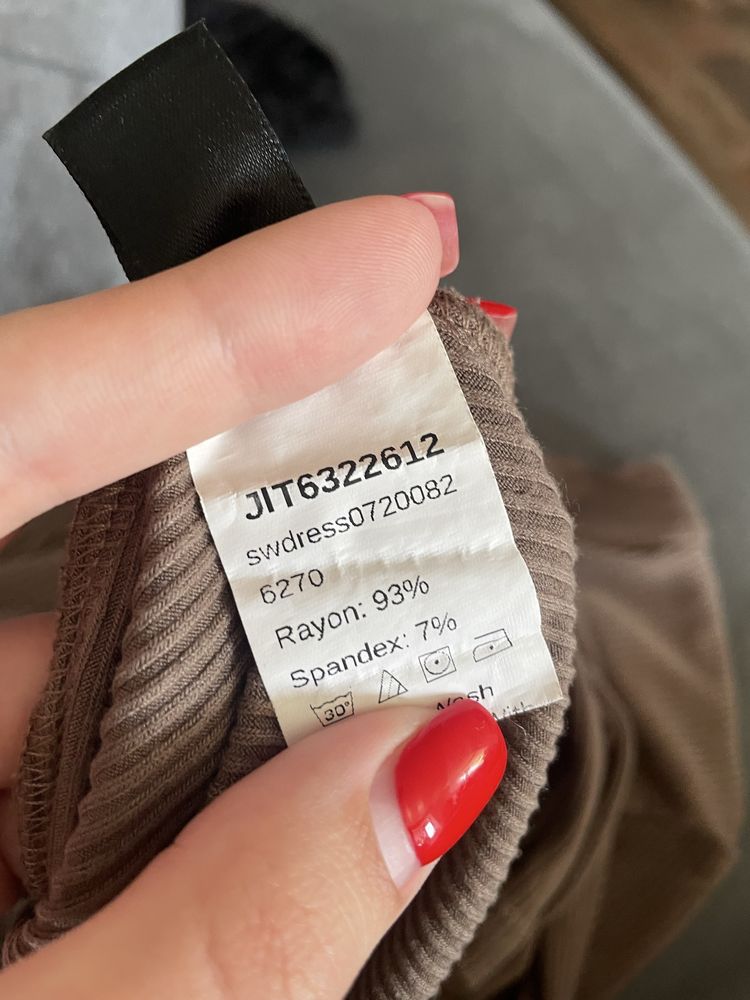 JIT6322612
swdress0720082
6270
Rayon: 93%
Spandex: 7%
30°